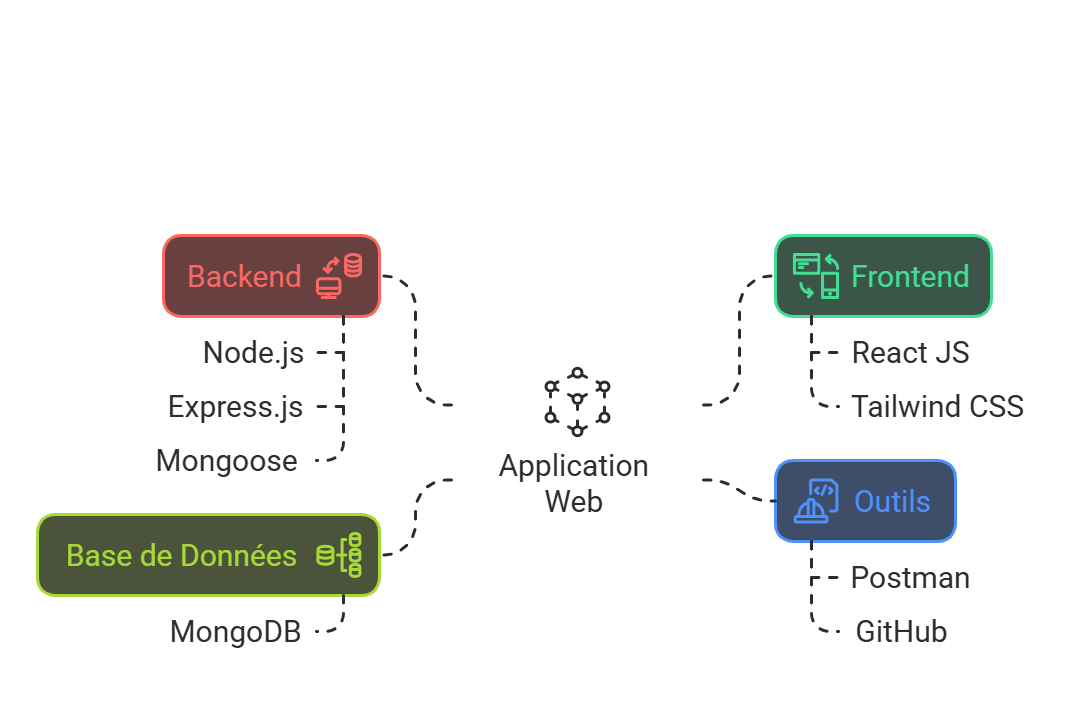 Backend
Node.js
Express.js
Mongoose
Base de Données
MongoDB
Application
Web
Frontend
React JS
Tailwind CSS
Outils
Postman
GitHub